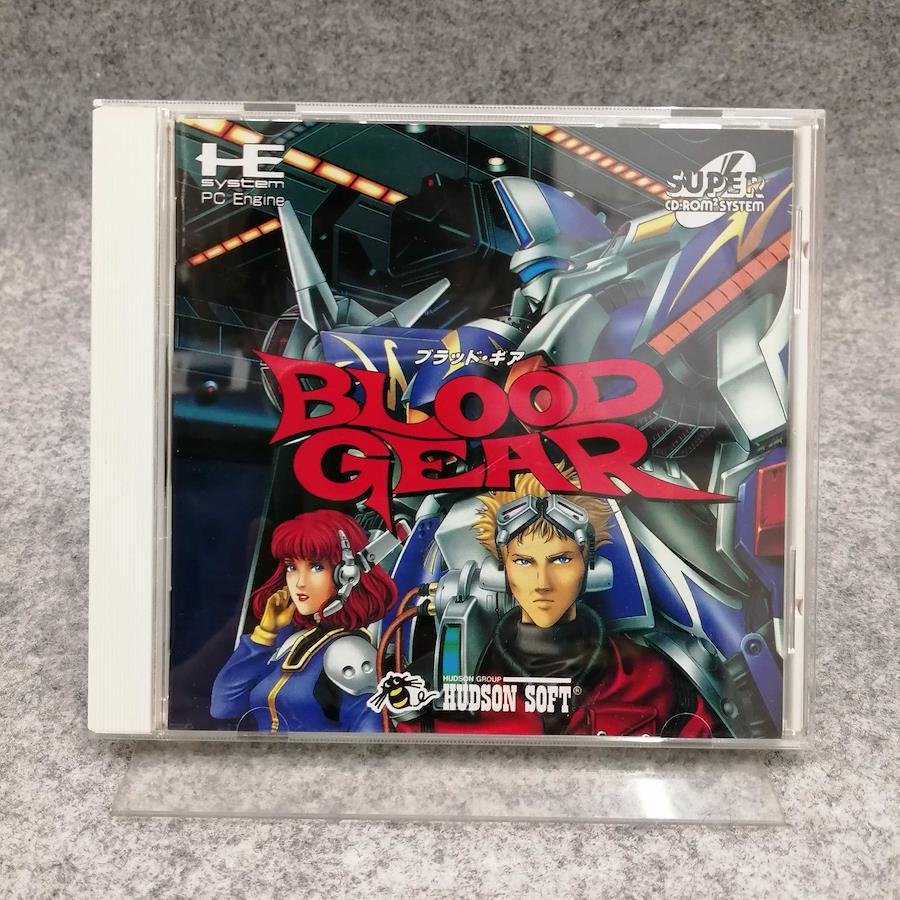 HE
system
PC Engine
SUPER
CD-ROM² SYSTEM
ブラッド・ギア
BLOOD
GEAR
HUDSON GROUP
HUDSON SOFT®